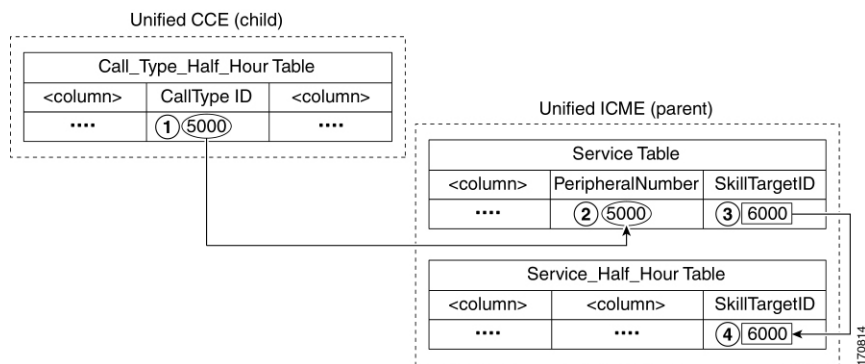 Unified CCE (child)
Call_Type_Half_Hour Table
<column> CallType ID <column>
.... 1 5000 ....
Unified ICME (parent)
Service Table
<column> PeripheralNumber SkillTargetID
.... 2 5000 3 6000
Service_Half_Hour Table
<column> <column> SkillTargetID
.... .... 4 6000
170814